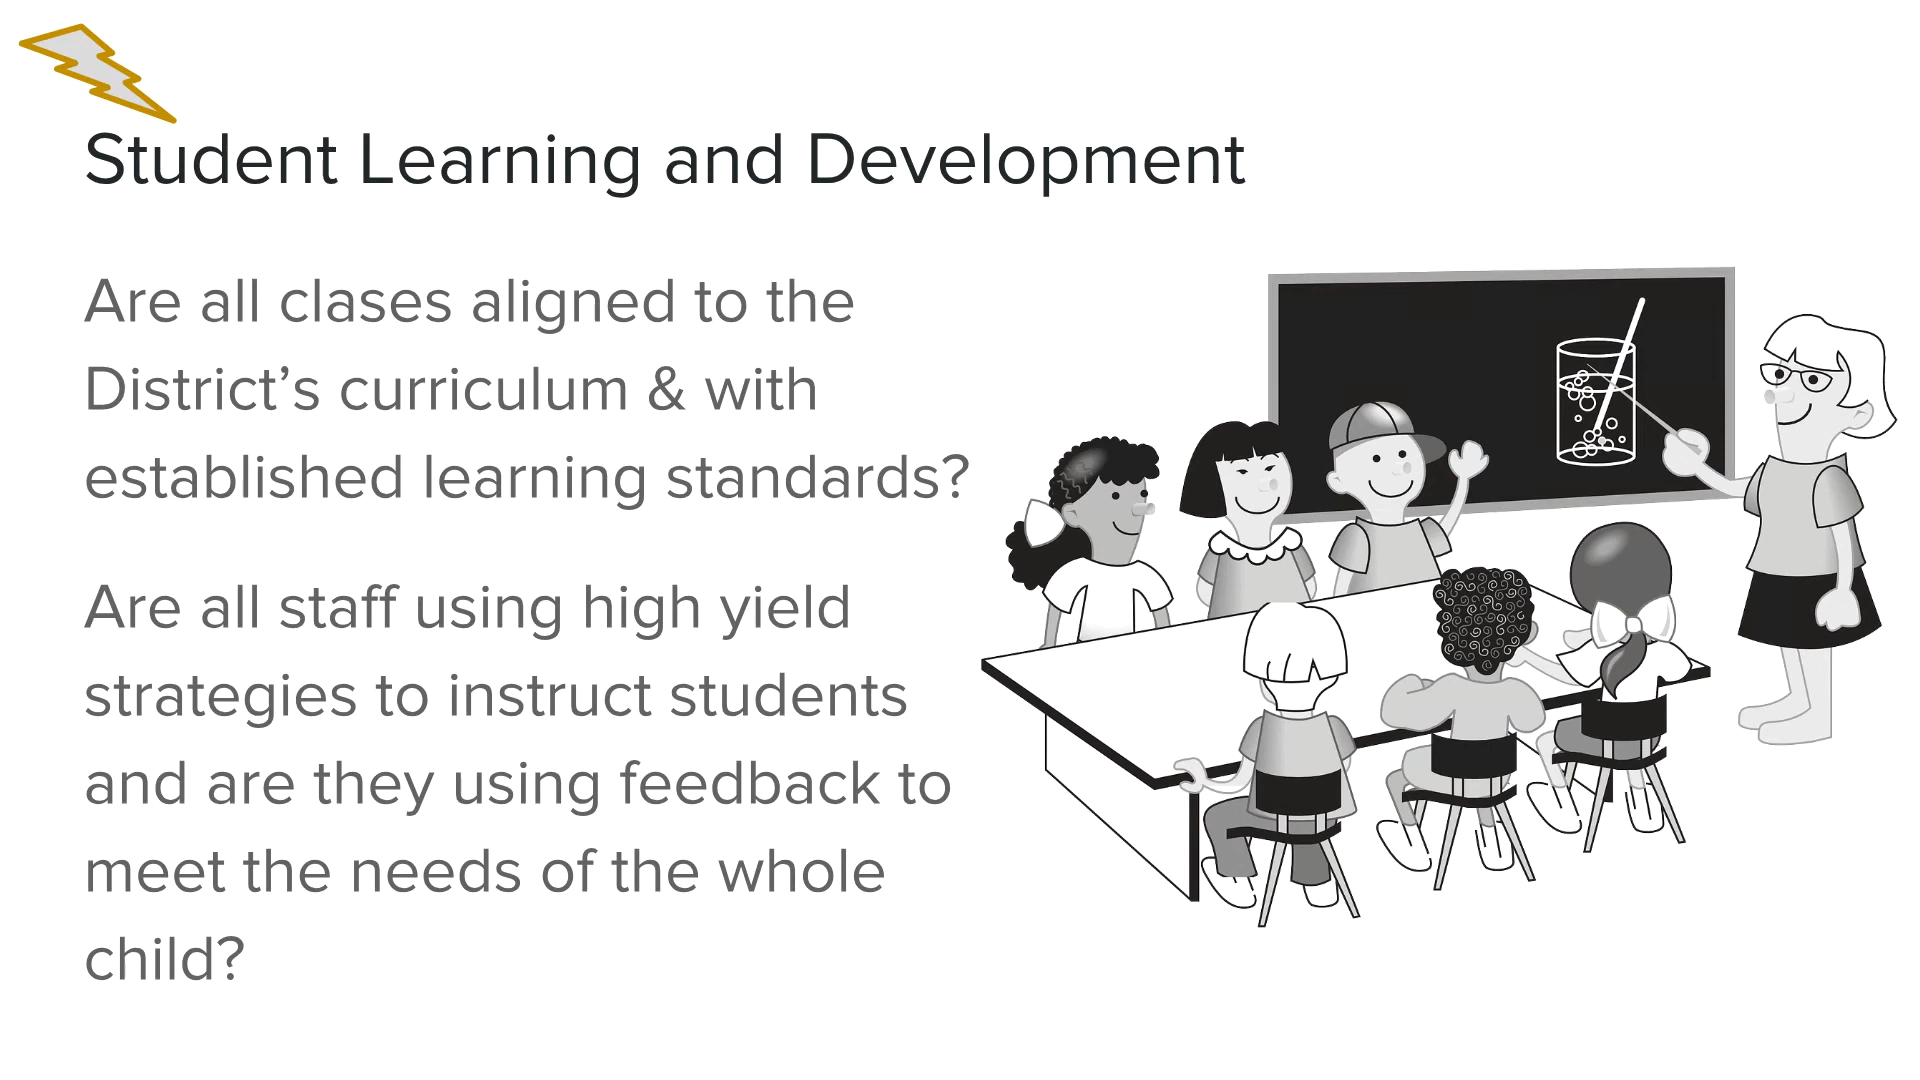 Student Learning and Development
Are all clases aligned to the
District’s curriculum & with
established learning standards?
Are all staff using high yield
strategies to instruct students
and are they using feedback to
meet the needs of the whole
child?